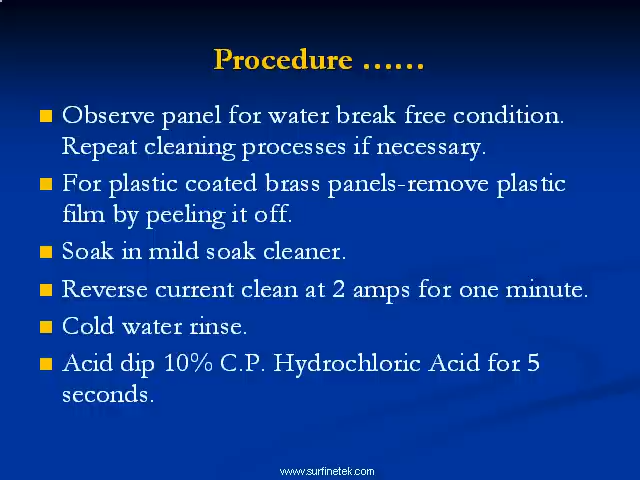 Procedure ......
Observe panel for water break free condition.
Repeat cleaning processes if necessary.
For plastic coated brass panels-remove plastic
film by peeling it off.
Soak in mild soak cleaner.
Reverse current clean at 2 amps for one minute.
Cold water rinse.
Acid dip 10% C.P. Hydrochloric Acid for 5
seconds.
www.surfinetek.com